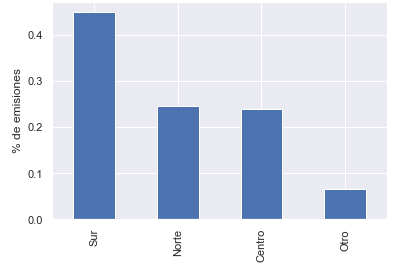 % de emisiones
0.4
0.3
0.2
0.1
0.0
Sur
Norte
Centro
Otro